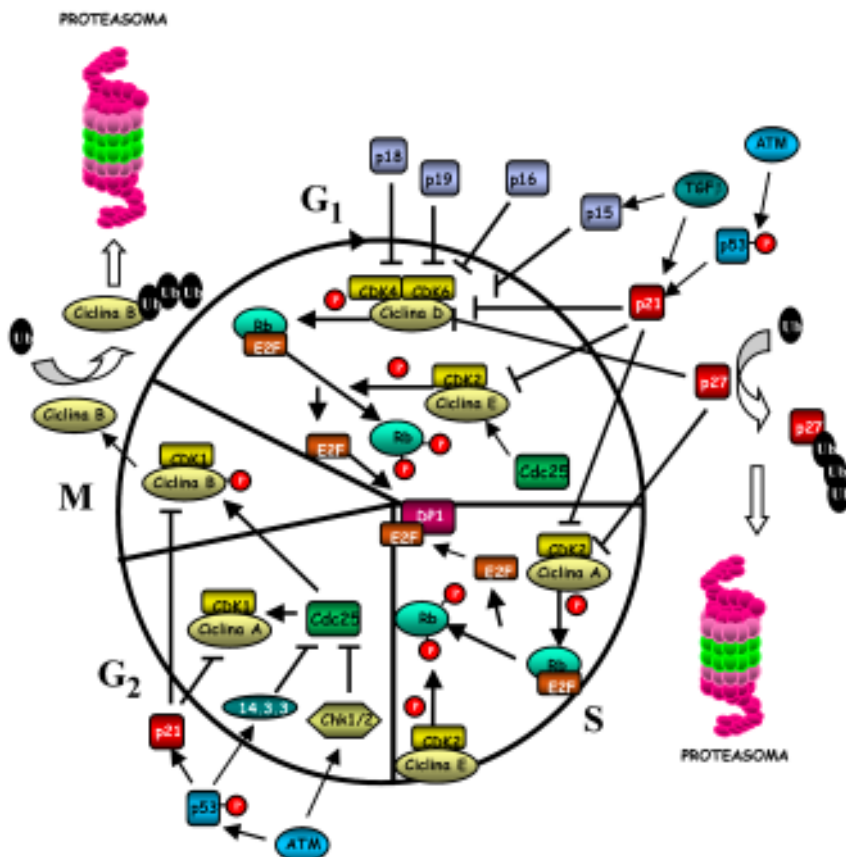 PROTEASOMA
p18
p19
p16
ATM
TGF
p15
p53
P
G1
CDK4
CDK6
Ciclina D
P
Rb
E2F
p21
Ub
Ub
Ub
Ciclina B
Ub
Ciclina B
CDK2
Ciclina E
P
p27
Ub
p27
Ub
Ub
Ub
E2F
Rb
P
P
Cdc25
CDK1
Ciclina B
P
M
DP1
E2F
CDK2
Ciclina A
P
E2F
Rb
P
P
Rb
E2F
S
CDK1
Ciclina A
Cdc25
G2
14.3.3
Chk1/2
p21
P
CDK2
Ciclina E
p53
P
ATM
PROTEASOMA